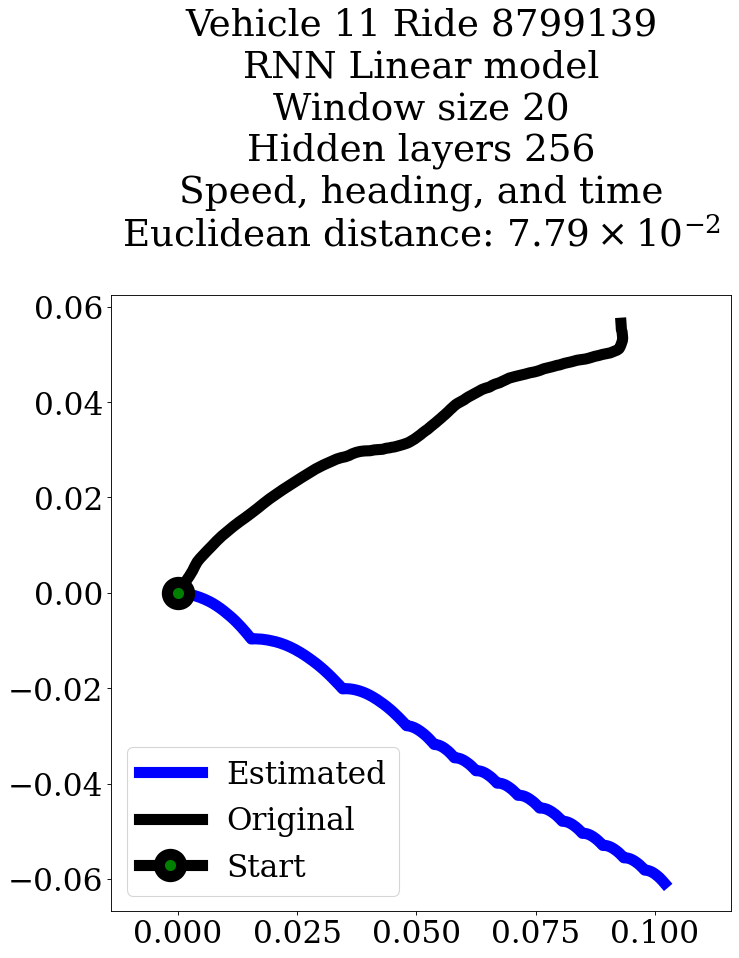 Vehicle 11 Ride 8799139
RNN Linear model
Window size 20
Hidden layers 256
Speed, heading, and time
Euclidean distance: 7.79 × 10⁻²
0.06
0.04
0.02
0.00
−0.02
−0.04
−0.06
Estimated
Original
Start
0.000 0.025 0.050 0.075 0.100